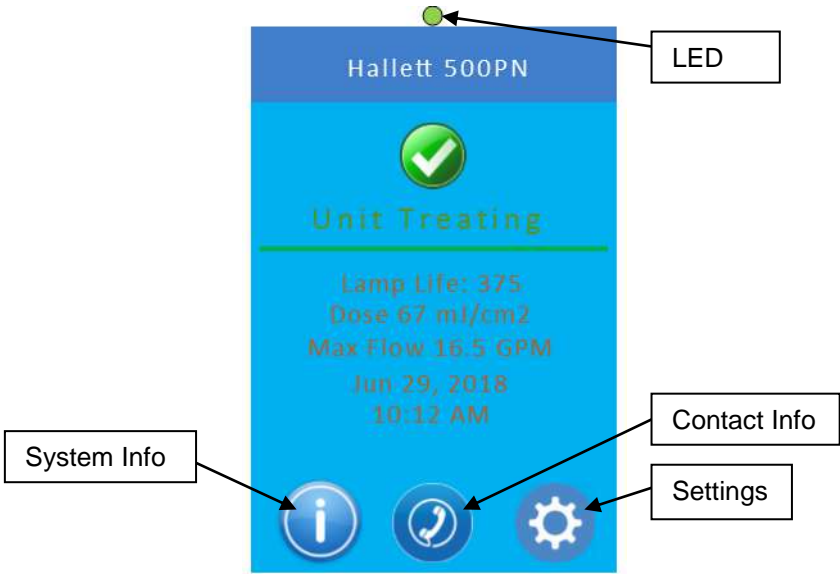 LED
Hallett 500PN
Unit Treating
Lamp Life: 375
Dose 67 mJ/cm2
Max Flow 16.5 GPM
Jun 29, 2018
10:12 AM
Contact Info
System Info
Settings